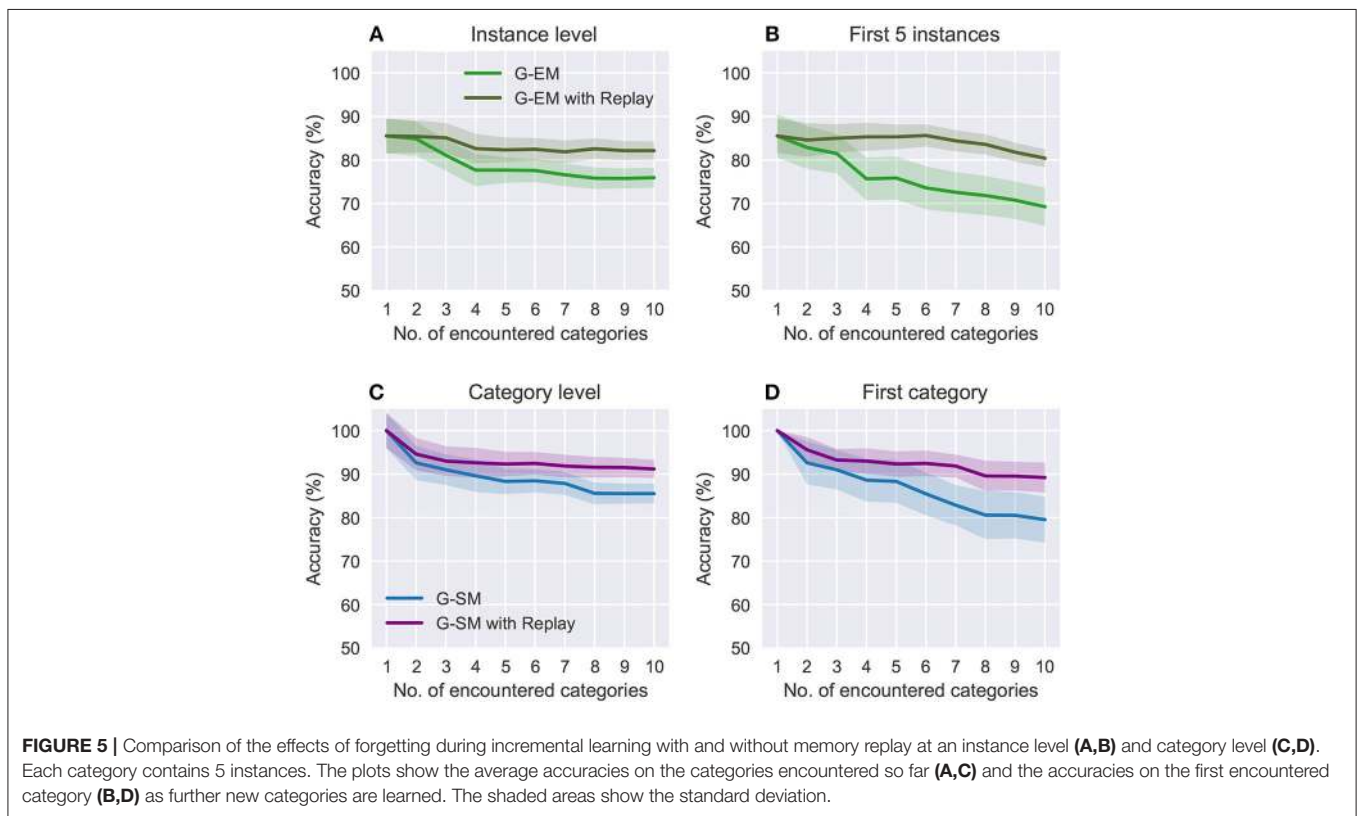 A Instance level
100
90
80
70
60
50
Accuracy (%)
G-EM
G-EM with Replay
1 2 3 4 5 6 7 8 9 10
No. of encountered categories
B First 5 instances
100
90
80
70
60
50
Accuracy (%)
1 2 3 4 5 6 7 8 9 10
No. of encountered categories
C Category level
100
90
80
70
60
50
Accuracy (%)
G-SM
G-SM with Replay
1 2 3 4 5 6 7 8 9 10
No. of encountered categories
D First category
100
90
80
70
60
50
Accuracy (%)
1 2 3 4 5 6 7 8 9 10
No. of encountered categories
FIGURE 5 | Comparison of the effects of forgetting during incremental learning with and without memory replay at an instance level (A,B) and category level (C,D).
Each category contains 5 instances. The plots show the average accuracies on the categories encountered so far (A,C) and the accuracies on the first encountered
category (B,D) as further new categories are learned. The shaded areas show the standard deviation.